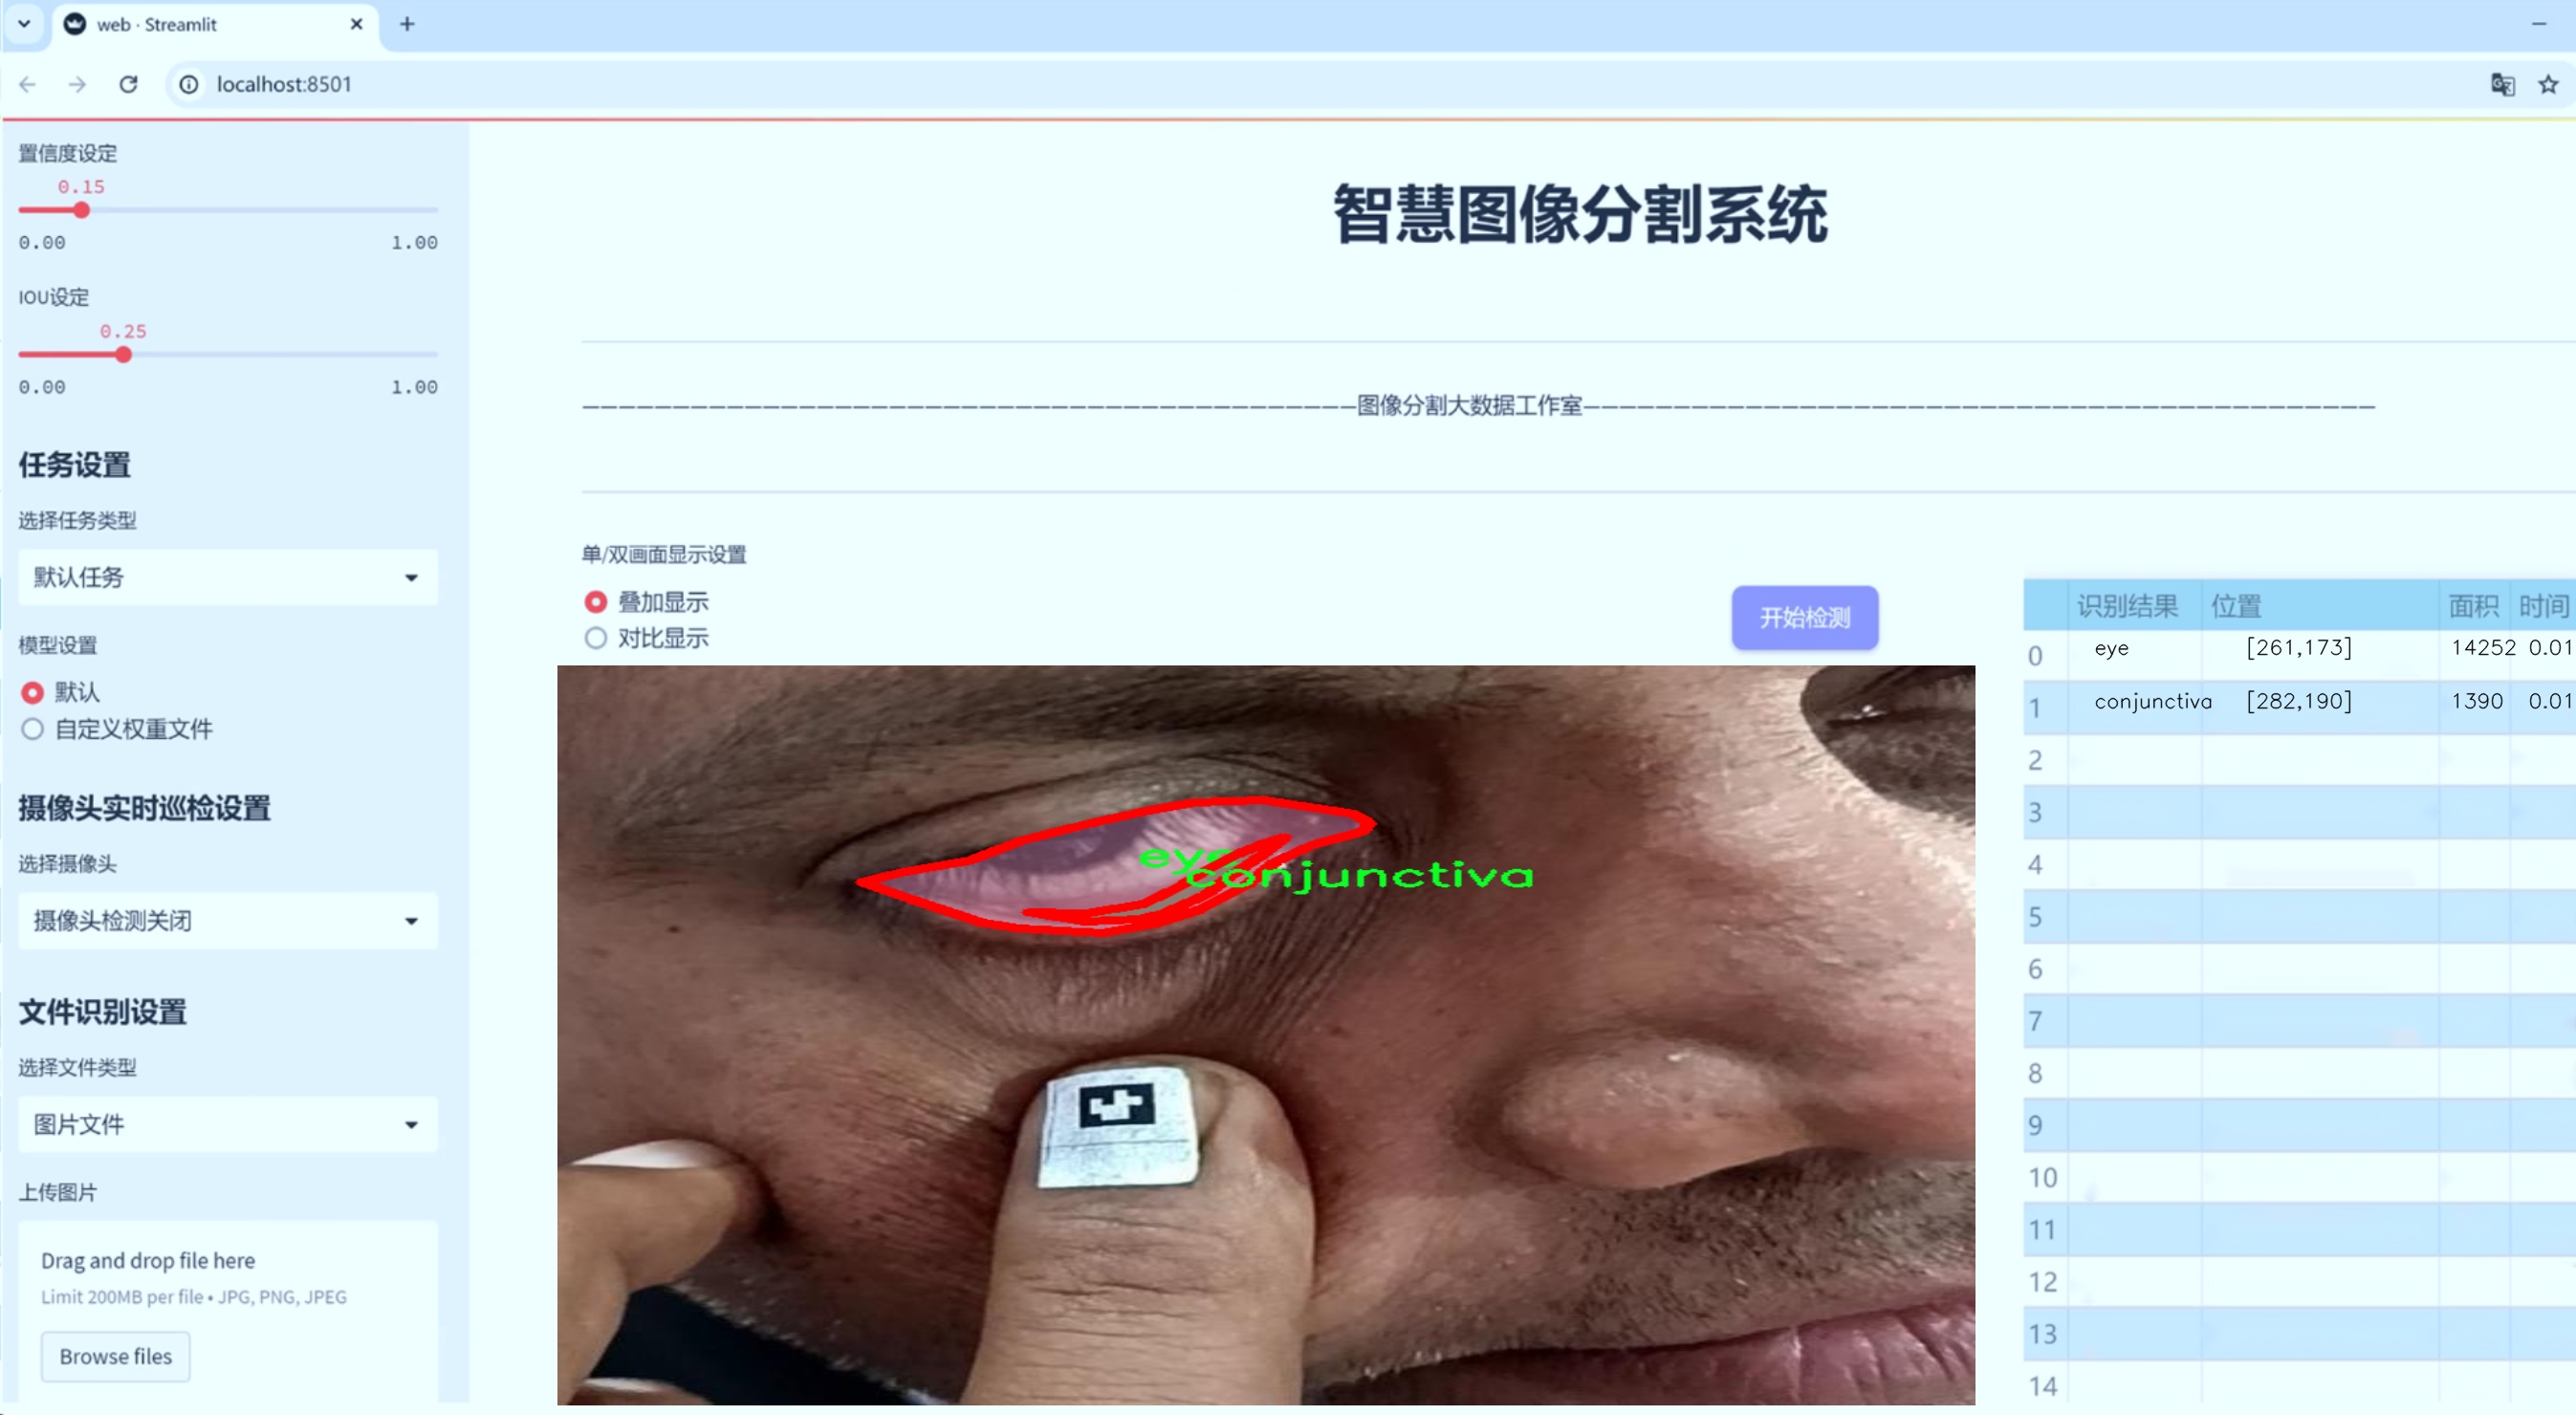 web · Streamlit
localhost:8501
置信度设定
0.15
0.00 1.00
IOU设定
0.25
0.00 1.00
任务设置
选择任务类型
默认任务
模型设置
默认
自定义权重文件
摄像头实时巡检设置
选择摄像头
摄像头检测关闭
文件识别设置
选择文件类型
图片文件
上传图片
Drag and drop file here
Limit 200MB per file • JPG, PNG, JPEG
Browse files
智慧图像分割系统
———————————————————————————————————————————图像分割大数据工作室————————————————————————————————————————————
单/双画面显示设置
叠加显示
对比显示
开始检测
eye
conjunctiva
识别结果 位置 面积 时间
0 eye [261,173] 14252 0.01
1 conjunctiva [282,190] 1390 0.01
2
3
4
5
6
7
8
9
10
11
12
13
14